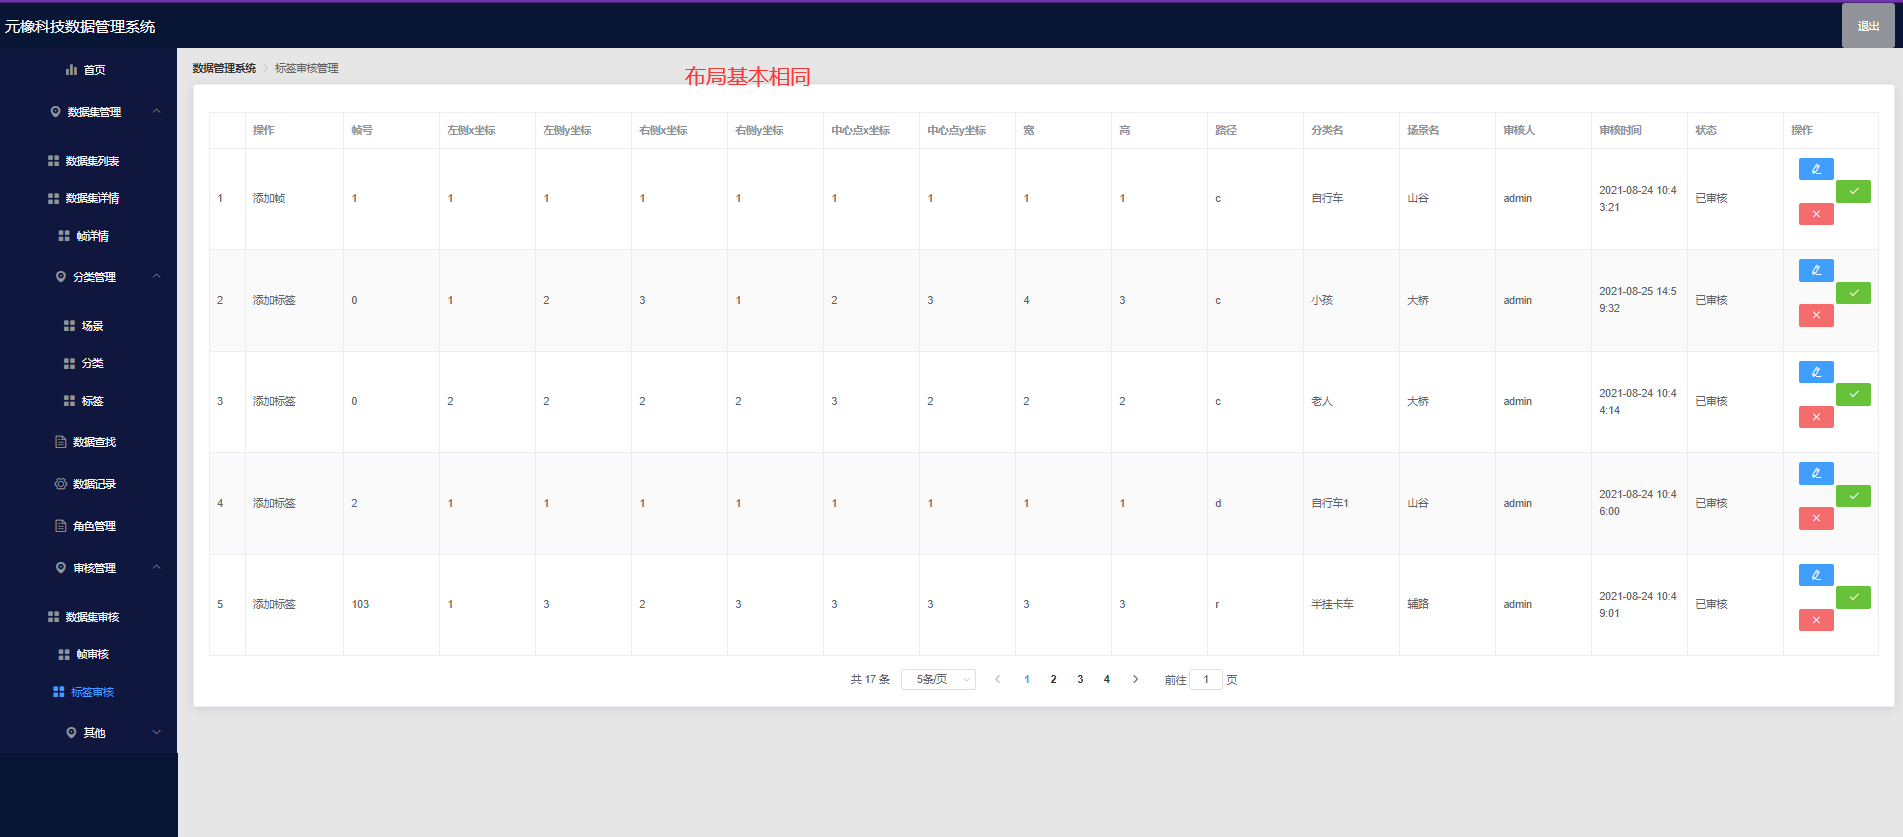 元橡科技数据管理系统
退出
首页
数据集管理
数据集列表
数据集详情
帧详情
分类管理
场景
分类
标签
数据查找
数据记录
角色管理
审核管理
数据集审核
帧审核
标签审核
其他
数据管理系统 > 标签审核管理
布局基本相同
操作 帧号 左侧x坐标 左侧y坐标 右侧x坐标 右侧y坐标 中心点x坐标 中心点y坐标 宽 高 路径 分类名 场景名 审核人 审核时间 状态 操作
1 添加帧 1 1 1 1 1 1 1 1 1 c 自行车 山谷 admin 2021-08-24 10:4 已审核
3:21
2 添加标签 0 1 2 3 1 2 3 4 3 c 小孩 大桥 admin 2021-08-25 14:5 已审核
9:32
3 添加标签 0 2 2 2 2 3 2 2 2 c 老人 大桥 admin 2021-08-24 10:4 已审核
4:14
4 添加标签 2 1 1 1 1 1 1 1 1 d 自行车1 山谷 admin 2021-08-24 10:4 已审核
6:00
5 添加标签 103 1 3 2 3 3 3 3 3 r 半挂卡车 辅路 admin 2021-08-24 10:4 已审核
9:01
共 17 条 5条/页 < 1 2 3 4 > 前往 1 页